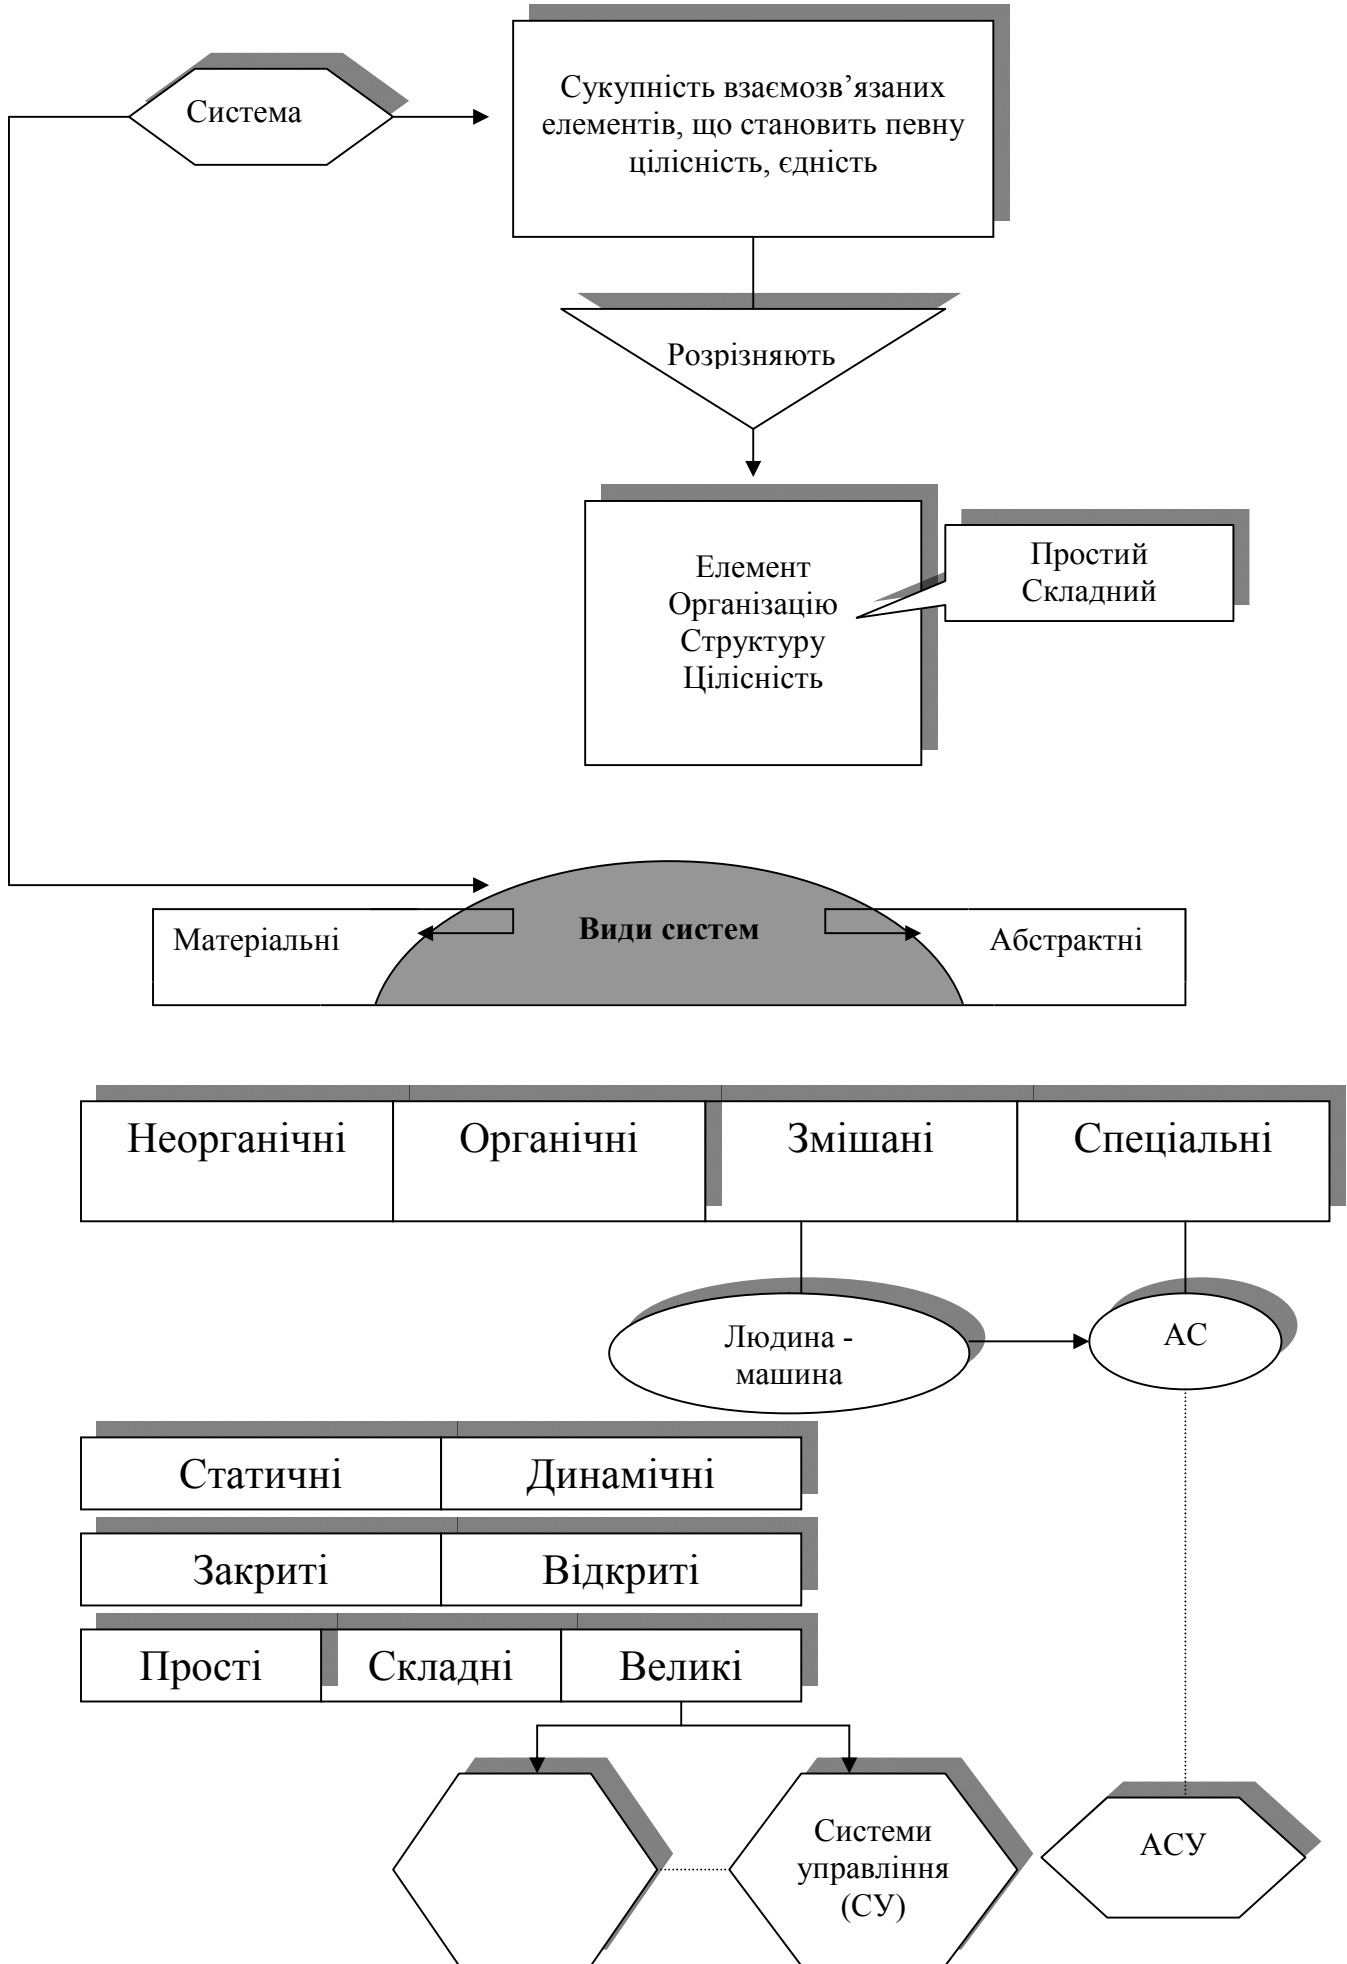 Система
Сукупність взаємозв’язаних
елементів, що становить певну
цілісність, єдність
Розрізняють
Елемент
Організацію
Структуру
Цілісність
Простий
Складний
Матеріальні
Види систем
Абстрактні
Неорганічні
Органічні
Змішані
Спеціальні
Людина -
машина
АС
Статичні
Динамічні
Закриті
Відкриті
Прості
Складні
Великі
Системи
управління
(СУ)
АСУ